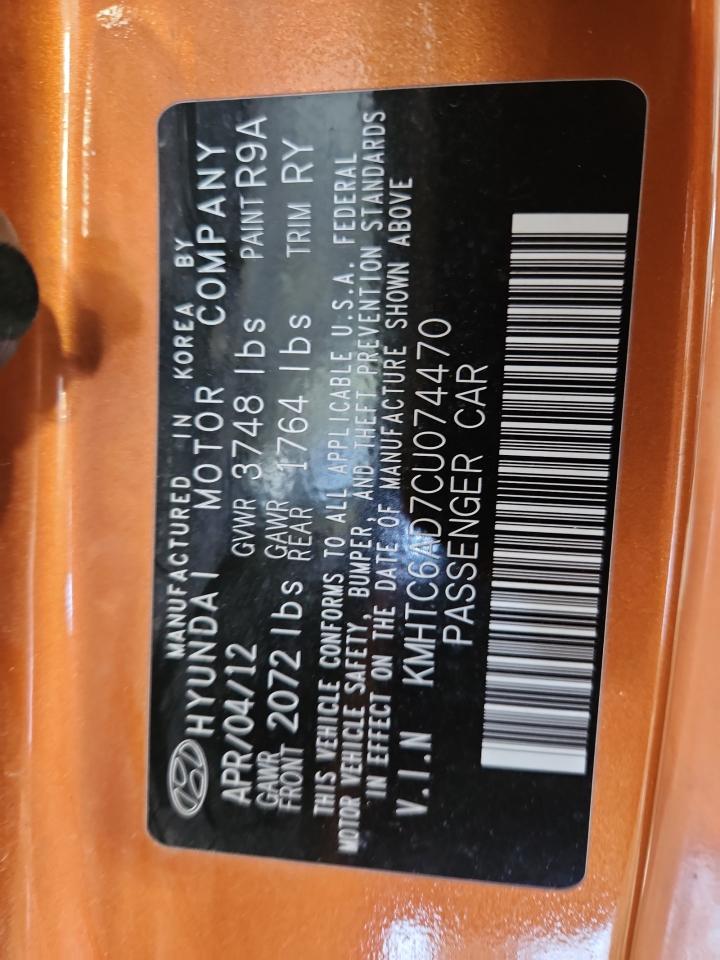 MANUFACTURED IN KOREA BY
HYUNDAI MOTOR COMPANY
APR/04/12 GVWR 3748 lbs PAINT R9A
GAWR FRONT 2072 lbs GAWR REAR 1764 lbs TRIM RY
THIS VEHICLE CONFORMS TO ALL APPLICABLE U.S.A. FEDERAL
MOTOR VEHICLE SAFETY, BUMPER, AND THEFT PREVENTION STANDARDS
IN EFFECT ON THE DATE OF MANUFACTURE SHOWN ABOVE
V.I.N KMHTC6AD7CU074470
PASSENGER CAR